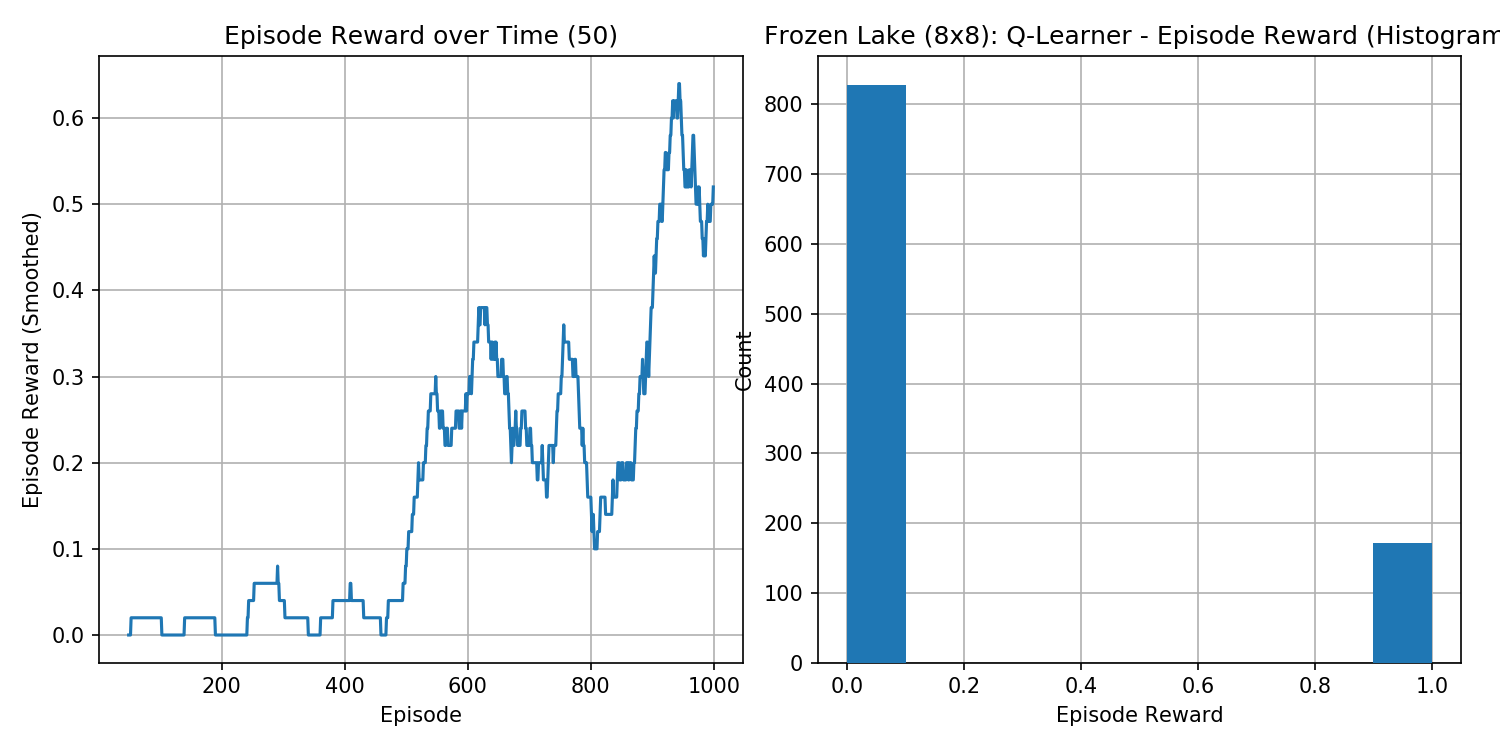 Episode Reward over Time (50)
Episode Reward (Smoothed)
0.6
0.5
0.4
0.3
0.2
0.1
0.0
200 400 600 800 1000
Episode
Frozen Lake (8x8): Q-Learner - Episode Reward (Histogram
Count
800
700
600
500
400
300
200
100
0
0.0 0.2 0.4 0.6 0.8 1.0
Episode Reward